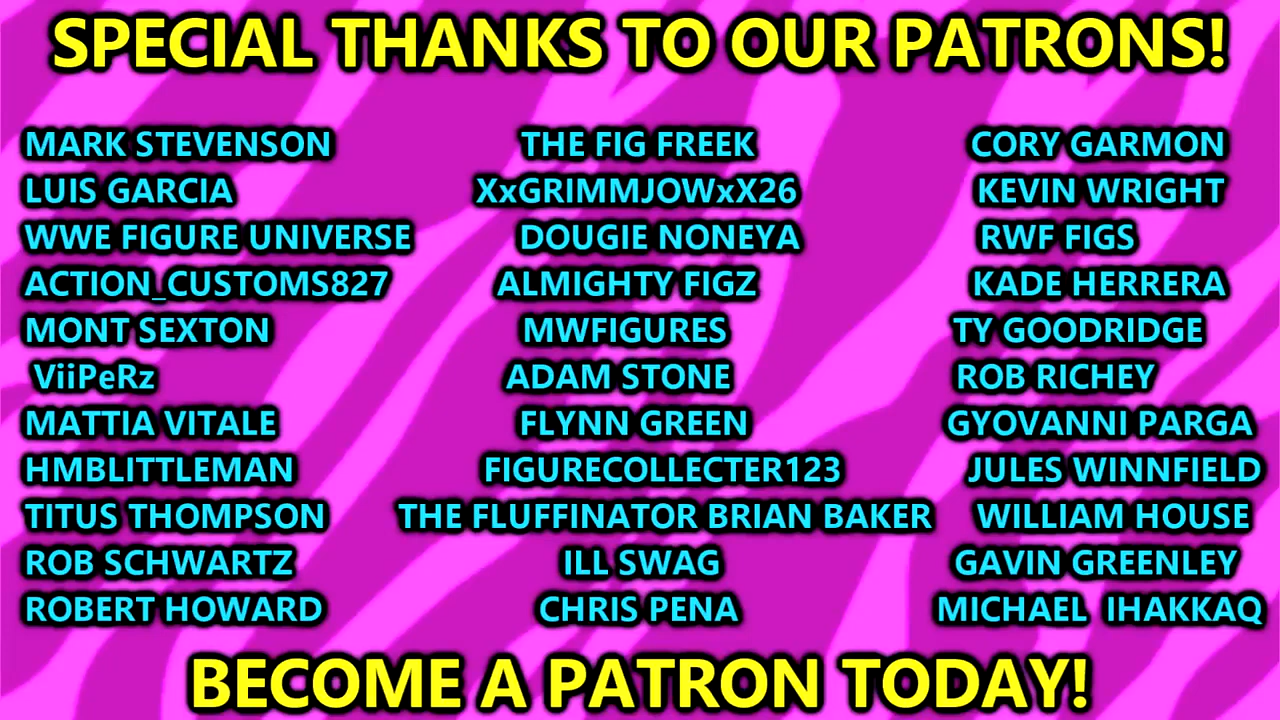 SPECIAL THANKS TO OUR PATRONS!
MARK STEVENSON
LUIS GARCIA
WWE FIGURE UNIVERSE
ACTION_CUSTOMS827
MONT SEXTON
ViiPeRz
MATTIA VITALE
HMBLITTLEMAN
TITUS THOMPSON
ROB SCHWARTZ
ROBERT HOWARD
THE FIG FREEK
XxGRIMMJOWxX26
DOUGIE NONEYA
ALMIGHTY FIGZ
MWFIGURES
ADAM STONE
FLYNN GREEN
FIGURECOLLECTER123
THE FLUFFINATOR BRIAN BAKER
ILL SWAG
CHRIS PENA
CORY GARMON
KEVIN WRIGHT
RWF FIGS
KADE HERRERA
TY GOODRIDGE
ROB RICHEY
GYOVANNI PARGA
JULES WINNFIELD
WILLIAM HOUSE
GAVIN GREENLEY
MICHAEL  IHAKKAQ
BECOME A PATRON TODAY!